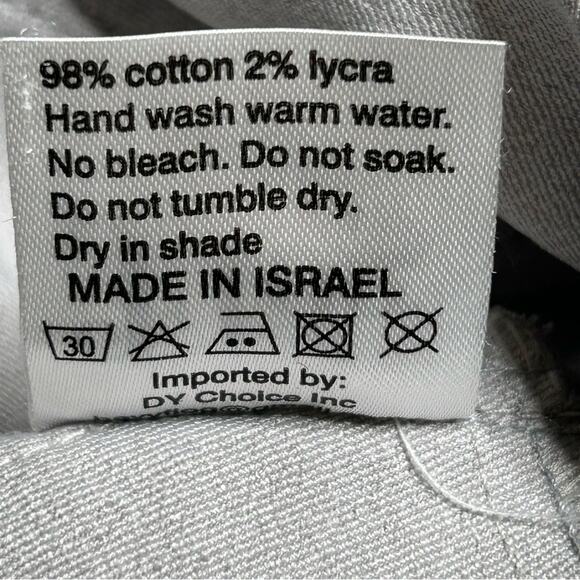 98% cotton 2% lycra
Hand wash warm water.
No bleach. Do not soak.
Do not tumble dry.
Dry in shade
MADE IN ISRAEL
30
Imported by:
DY Choice Inc